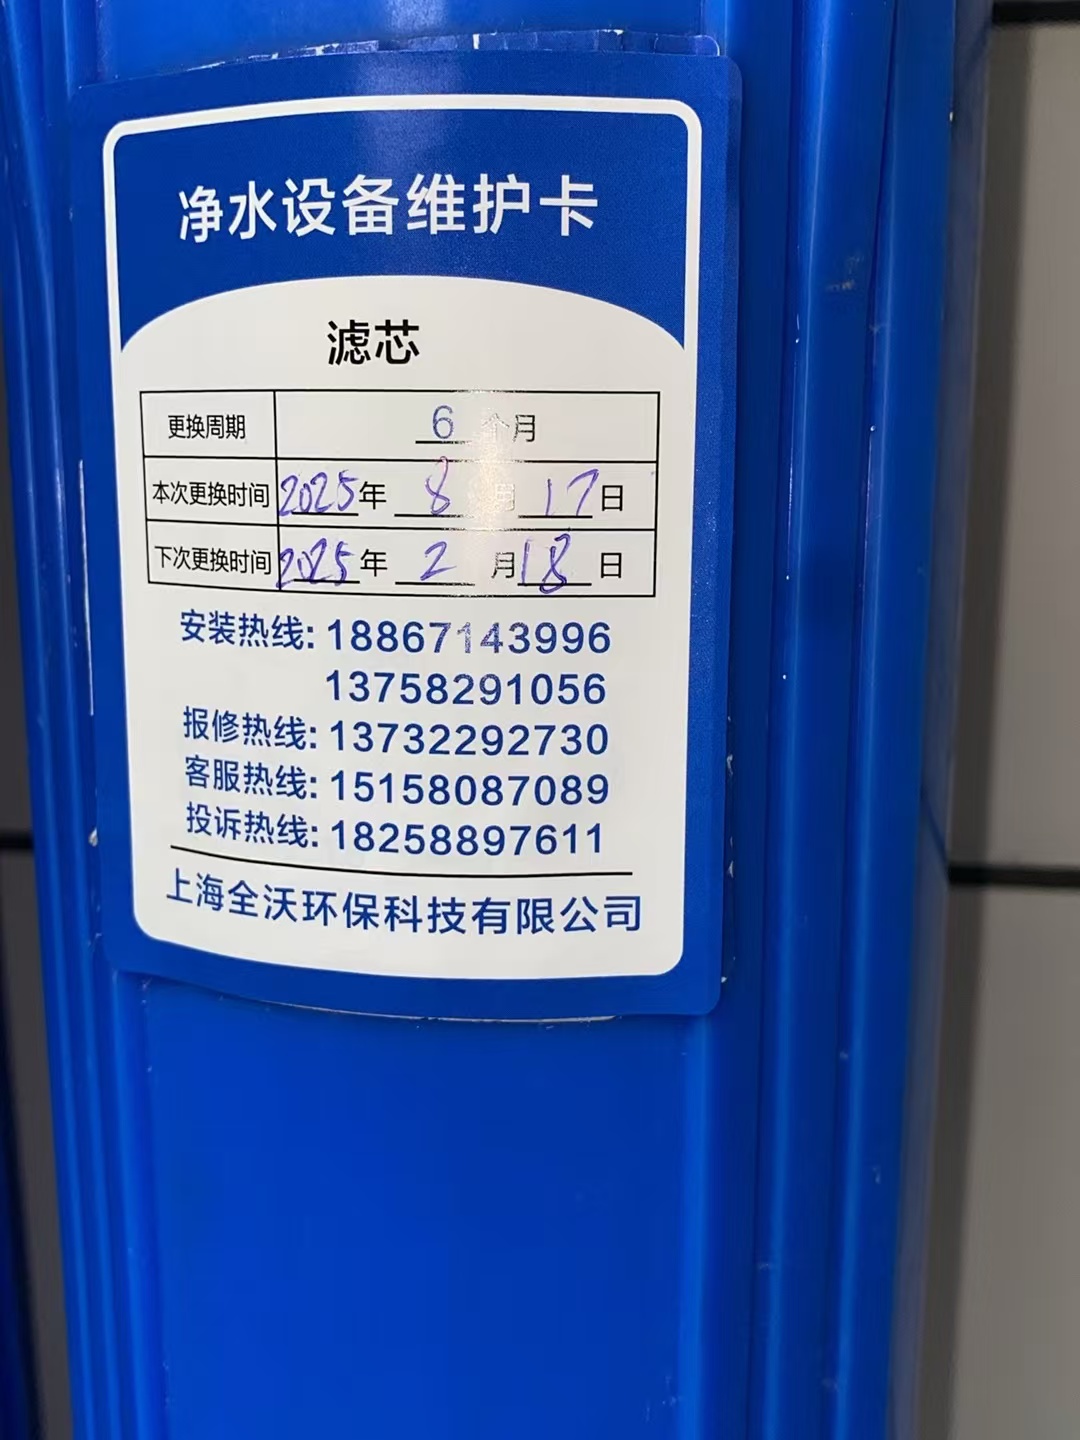 净水设备维护卡
滤芯
更换周期 6 个月
本次更换时间 2025年 8 月 17日
下次更换时间 2025年 2 月 18日
安装热线: 18867143996
13758291056
报修热线: 13732292730
客服热线: 15158087089
投诉热线: 18258897611
上海全沃环保科技有限公司